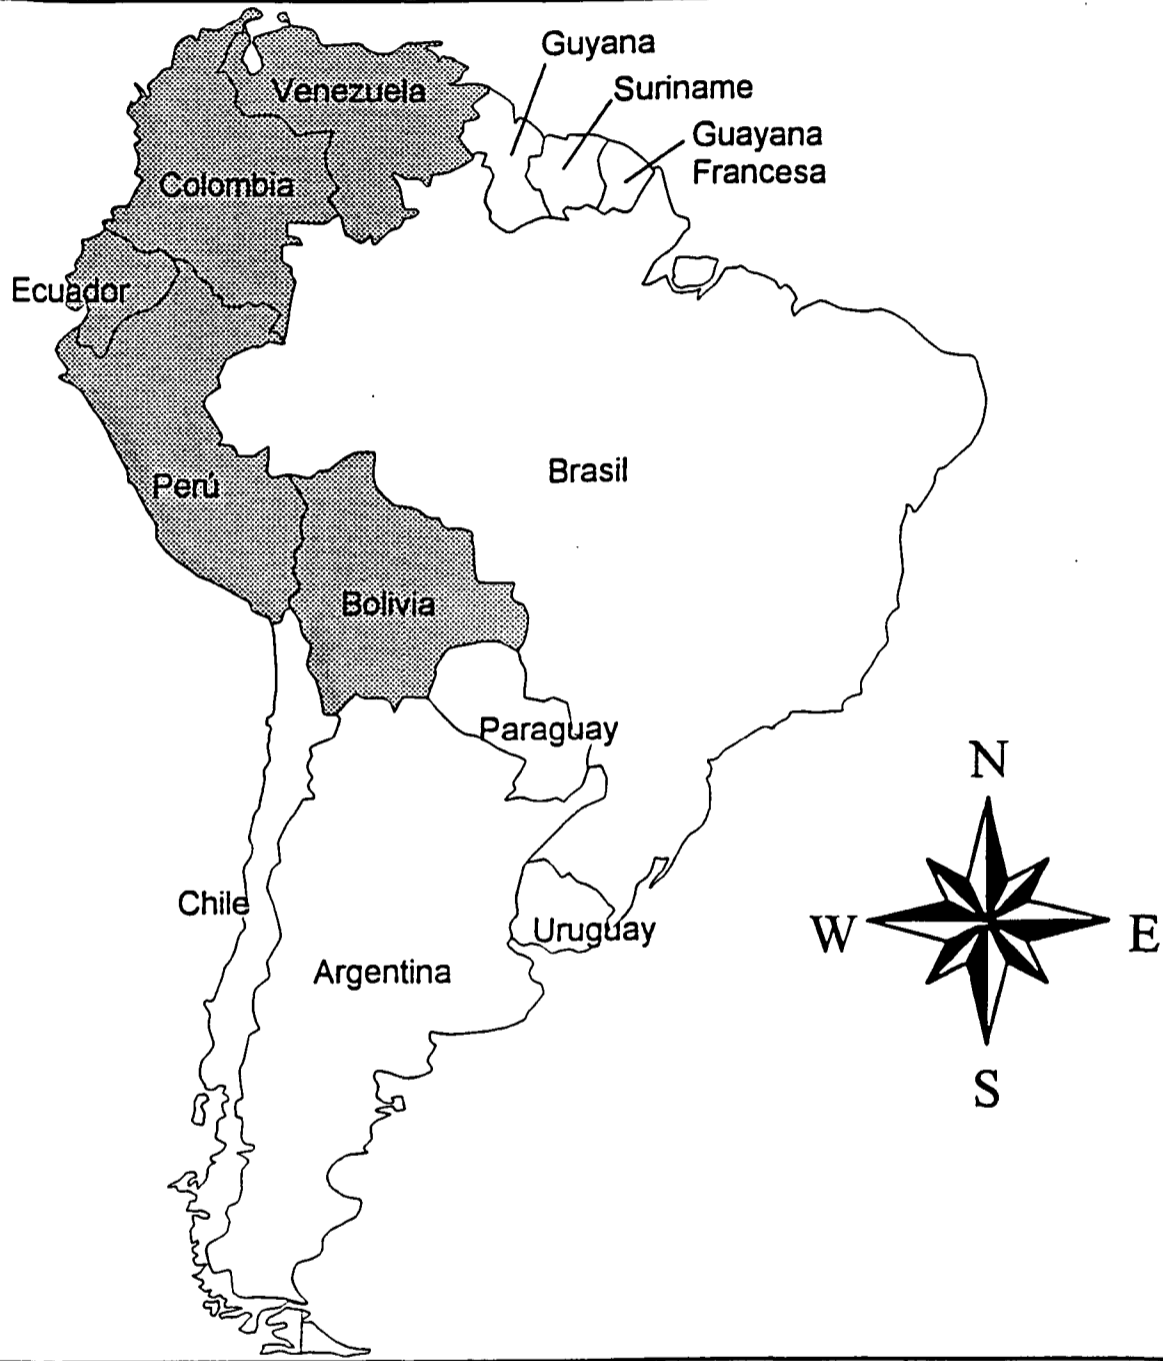 Guyana
Suriname
Venezuela
Guayana
Francesa
Colombia
Ecuador
Brasil
Perú
Bolivia
Paraguay
N
Chile
Uruguay
W
E
Argentina
S